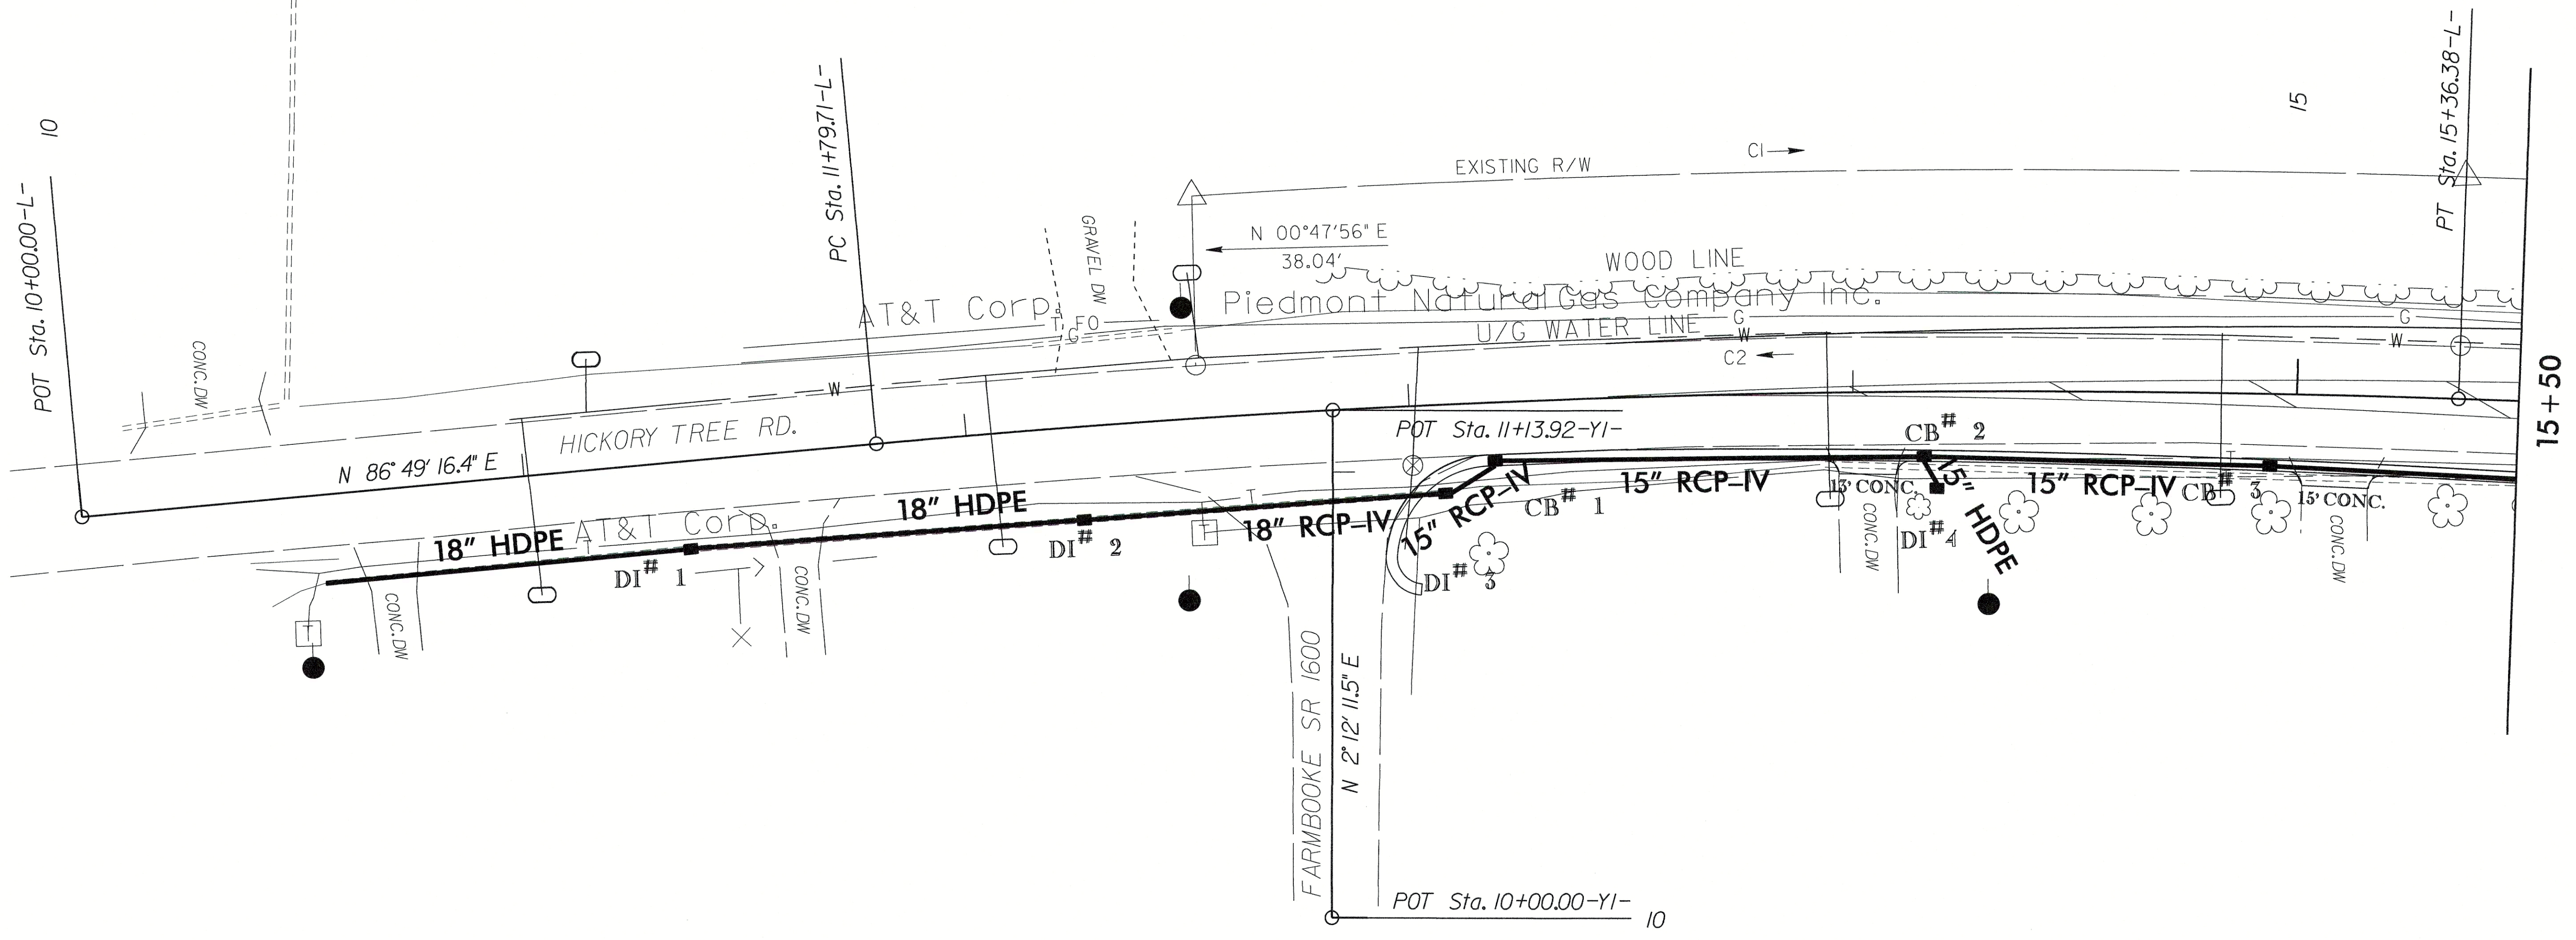 10
POT Sta. 10+00.00-L-
PC Sta. 11+79.71-L-
15
PT Sta. 15+36.38-L-
15+50
C1
EXISTING R/W
N 00°47'56" E
38.04'
GRAVEL DW
WOOD LINE
AT&T Corp.
FO
G
Piedmont Natural Gas Company Inc.
G
G
U/G WATER LINE
W
W
C2
CONC.DW
W
HICKORY TREE RD.
N 86°49'16.4" E
POT Sta. 11+13.92-Y1-
CB# 2
18" HDPE
AT&T Corp.
18" HDPE
18" RCP-IV
15" RCP-IV
15" RCP-IV
13' CONC.
15" HDPE
15" RCP-IV
CB# 3
15' CONC.
CB# 1
DI# 1
DI# 2
DI# 3
DI# 4
T
T
T
T
T
CONC.DW
CONC.DW
CONC.DW
CONC.DW
FARMBOOKE SR 1600
N 2°12'11.5" E
POT Sta. 10+00.00-Y1-
10